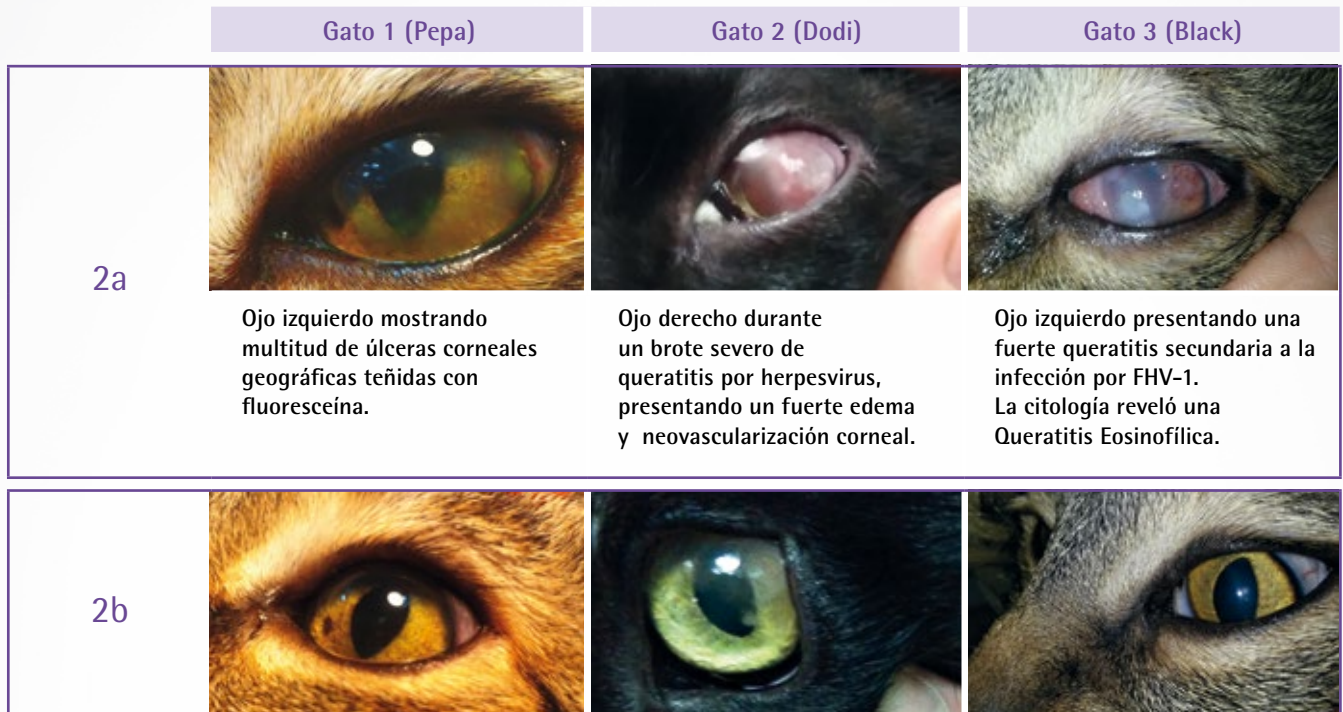 Gato 1 (Pepa)
Gato 2 (Dodi)
Gato 3 (Black)
2a
Ojo izquierdo mostrando
multitud de úlceras corneales
geográficas teñidas con
fluoresceína.
Ojo derecho durante
un brote severo de
queratitis por herpesvirus,
presentando un fuerte edema
y neovascularización corneal.
Ojo izquierdo presentando una
fuerte queratitis secundaria a la
infección por FHV-1.
La citología reveló una
Queratitis Eosinofílica.
2b